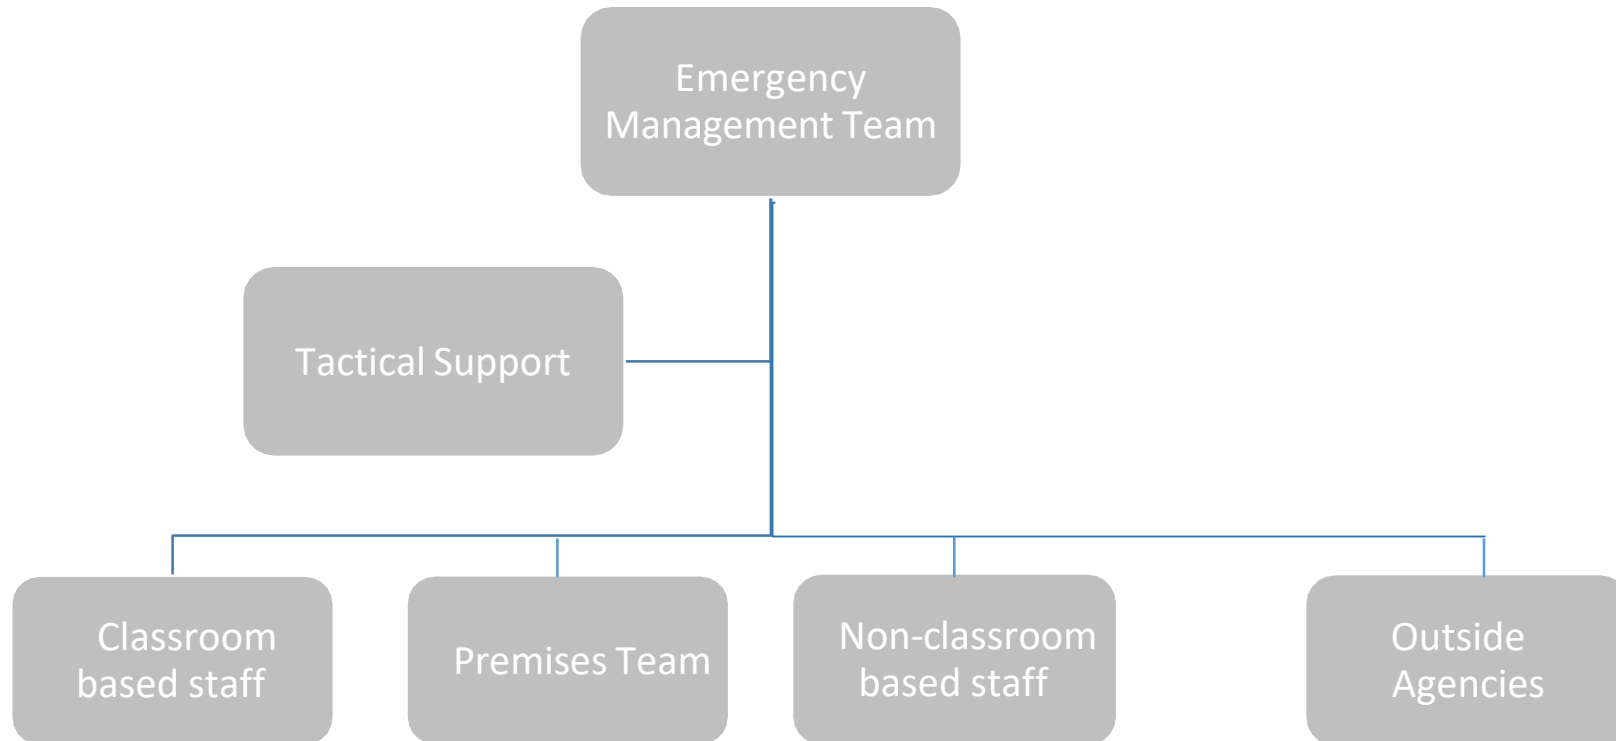 Emergency
Management Team
Tactical Support
Classroom
based staff
Premises Team
Non-classroom
based staff
Outside
Agencies